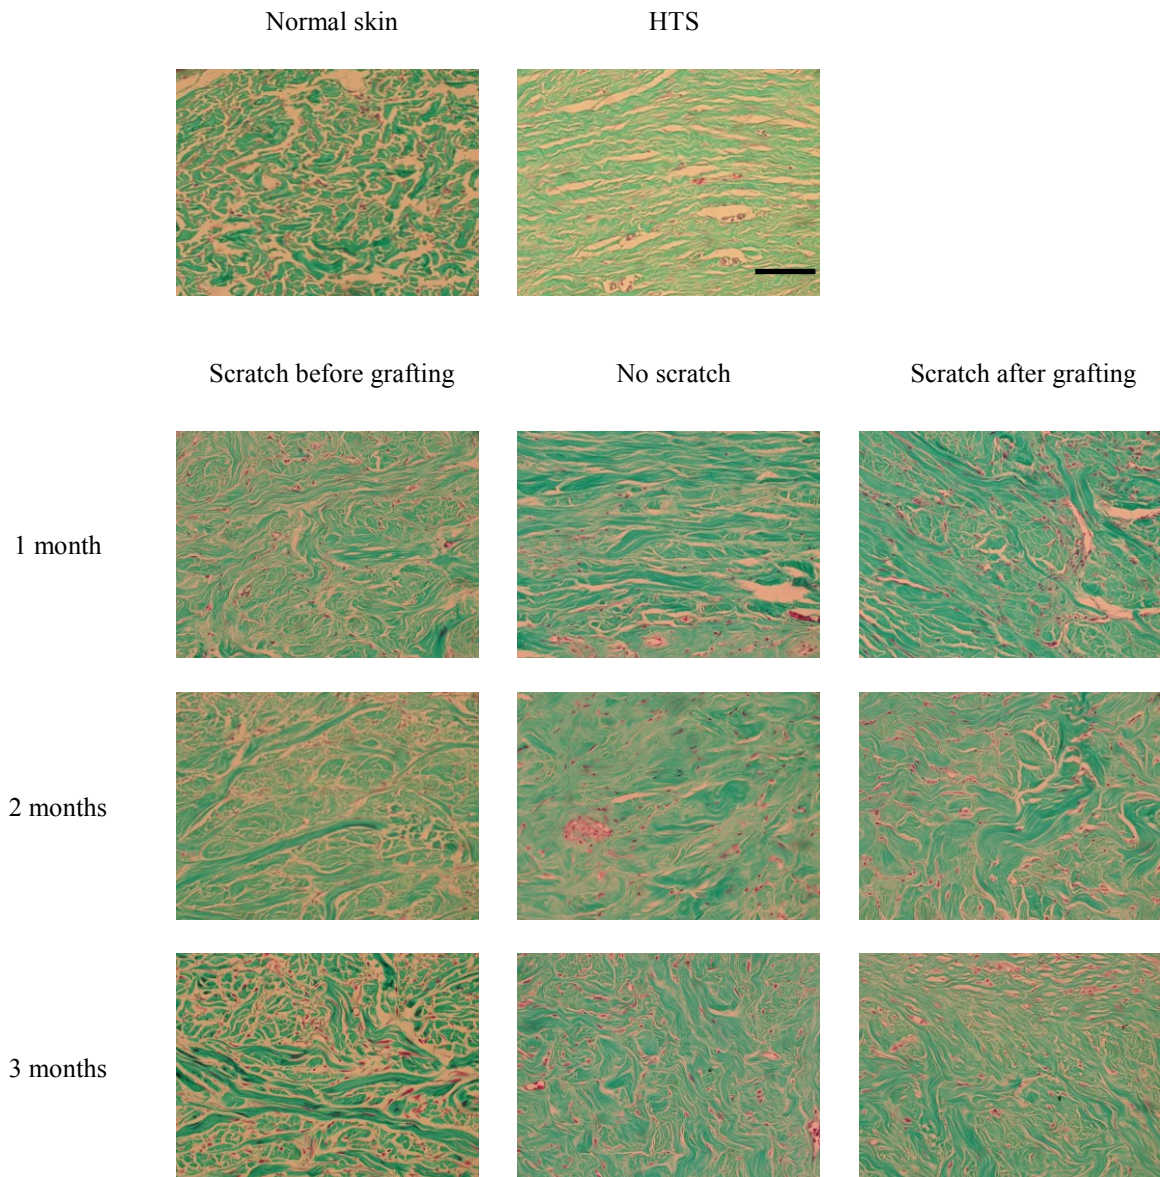 Normal skin HTS
Scratch before grafting No scratch Scratch after grafting
1 month
2 months
3 months